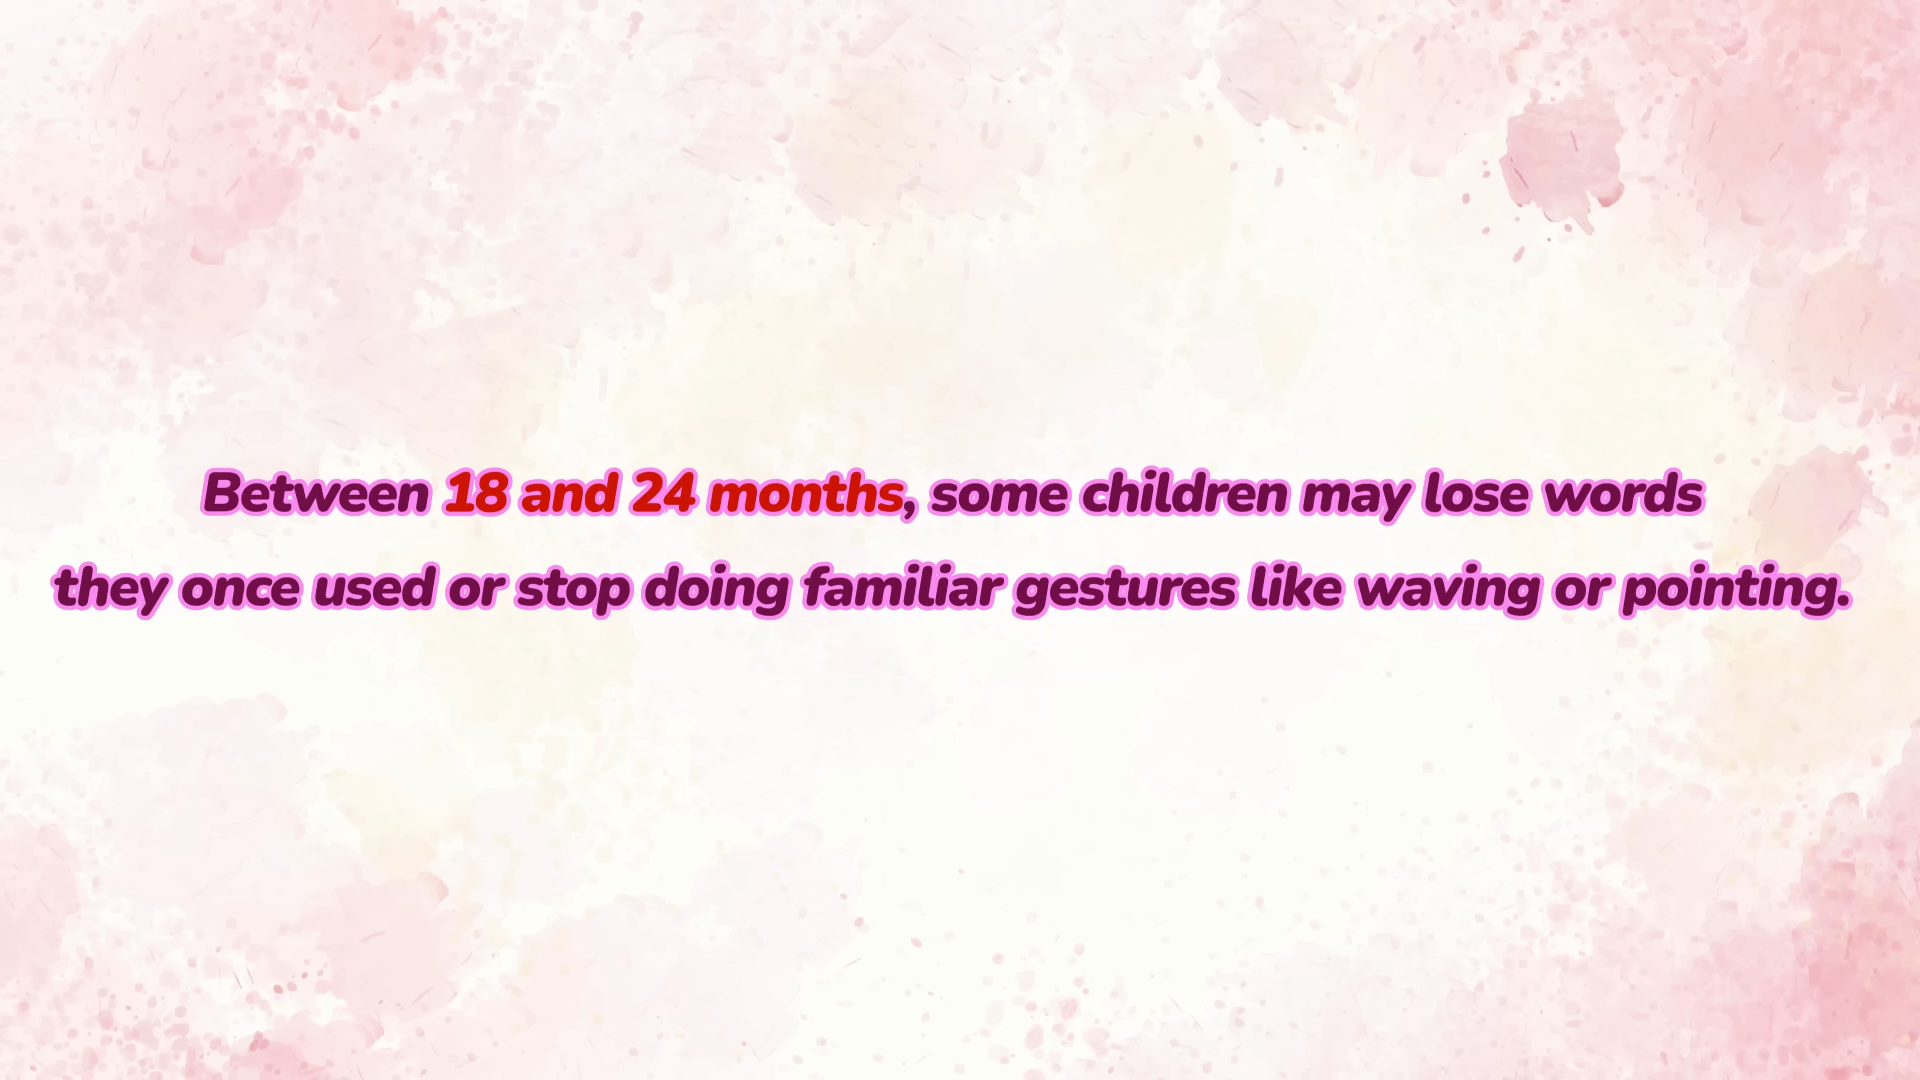 Between 18 and 24 months, some children may lose words
they once used or stop doing familiar gestures like waving or pointing.